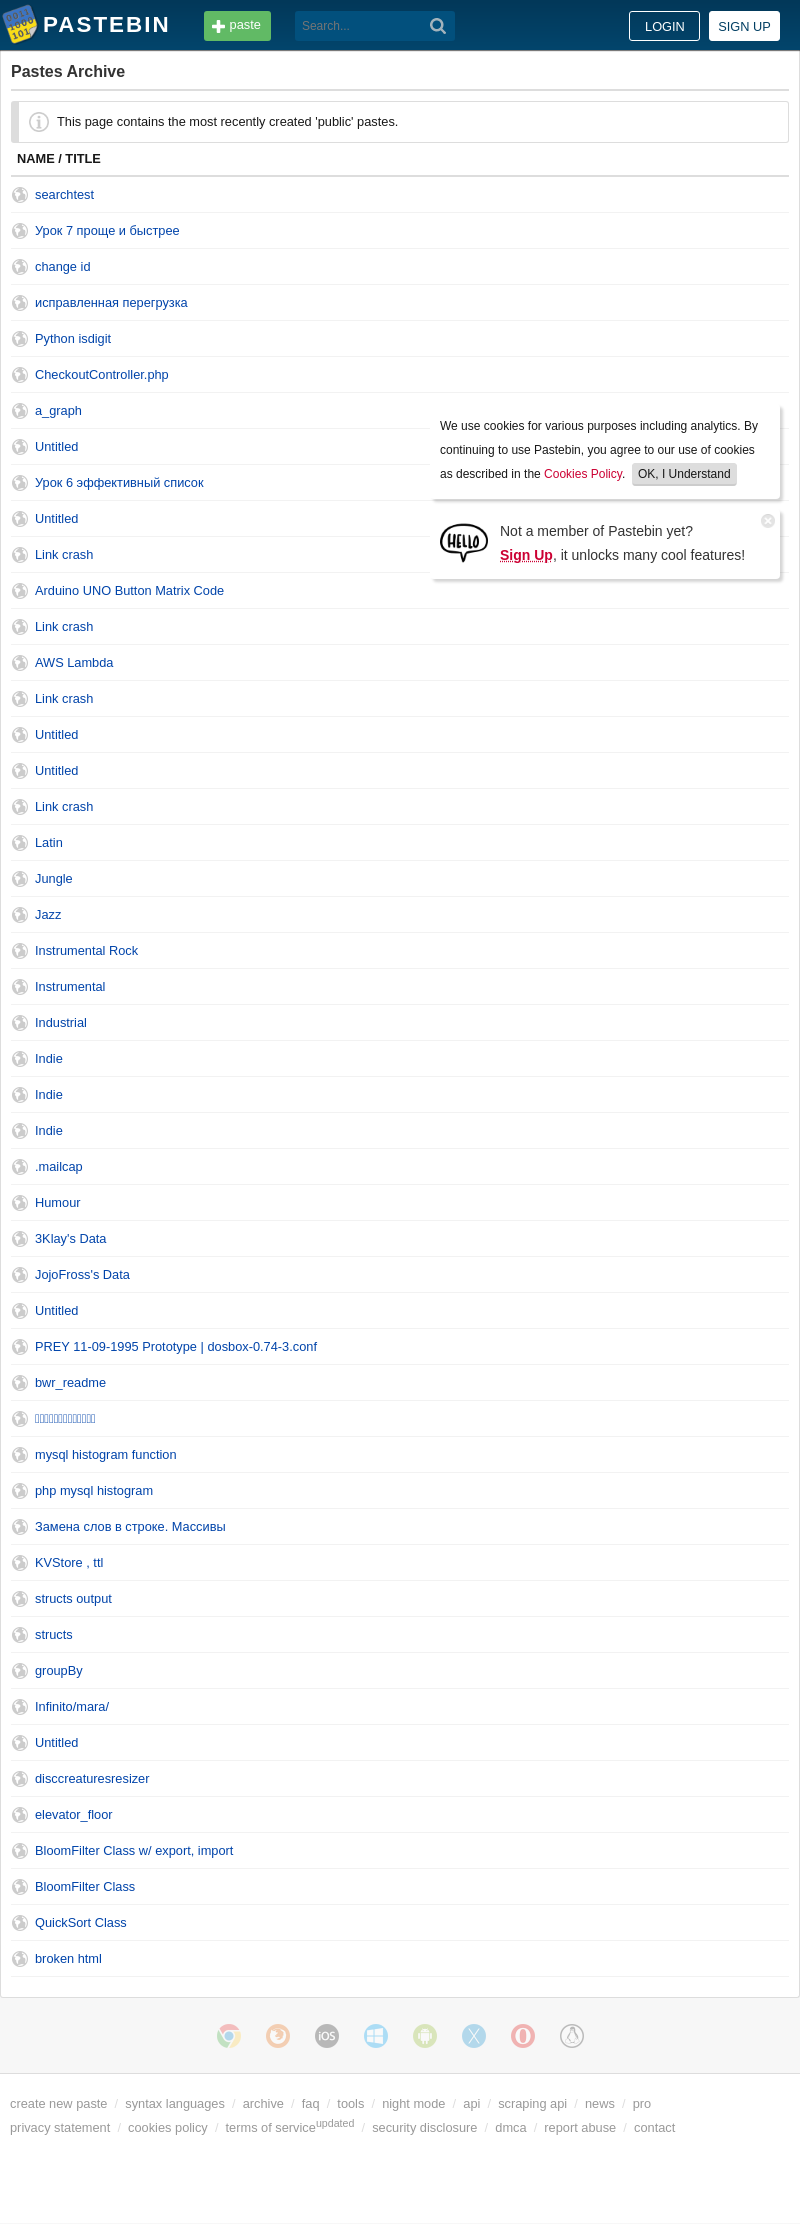 PASTEBIN
paste
Search...
LOGIN
SIGN UP
Pastes Archive
This page contains the most recently created 'public' pastes.
NAME / TITLE
searchtest
Урок 7 проще и быстрее
change id
исправленная перегрузка
Python isdigit
CheckoutController.php
a_graph
Untitled
Урок 6 эффективный список
Untitled
Link crash
Arduino UNO Button Matrix Code
Link crash
AWS Lambda
Link crash
Untitled
Untitled
Link crash
Latin
Jungle
Jazz
Instrumental Rock
Instrumental
Industrial
Indie
Indie
Indie
.mailcap
Humour
3Klay's Data
JojoFross's Data
Untitled
PREY 11-09-1995 Prototype | dosbox-0.74-3.conf
bwr_readme
mysql histogram function
php mysql histogram
Замена слов в строке. Массивы
KVStore , ttl
structs output
structs
groupBy
Infinito/mara/
Untitled
disccreaturesresizer
elevator_floor
BloomFilter Class w/ export, import
BloomFilter Class
QuickSort Class
broken html
We use cookies for various purposes including analytics. By
continuing to use Pastebin, you agree to our use of cookies
as described in the Cookies Policy. OK, I Understand
HELLO
Not a member of Pastebin yet?
Sign Up, it unlocks many cool features!
iOS
create new paste / syntax languages / archive / faq / tools / night mode / api / scraping api / news / pro
privacy statement / cookies policy / terms of serviceupdated / security disclosure / dmca / report abuse / contact